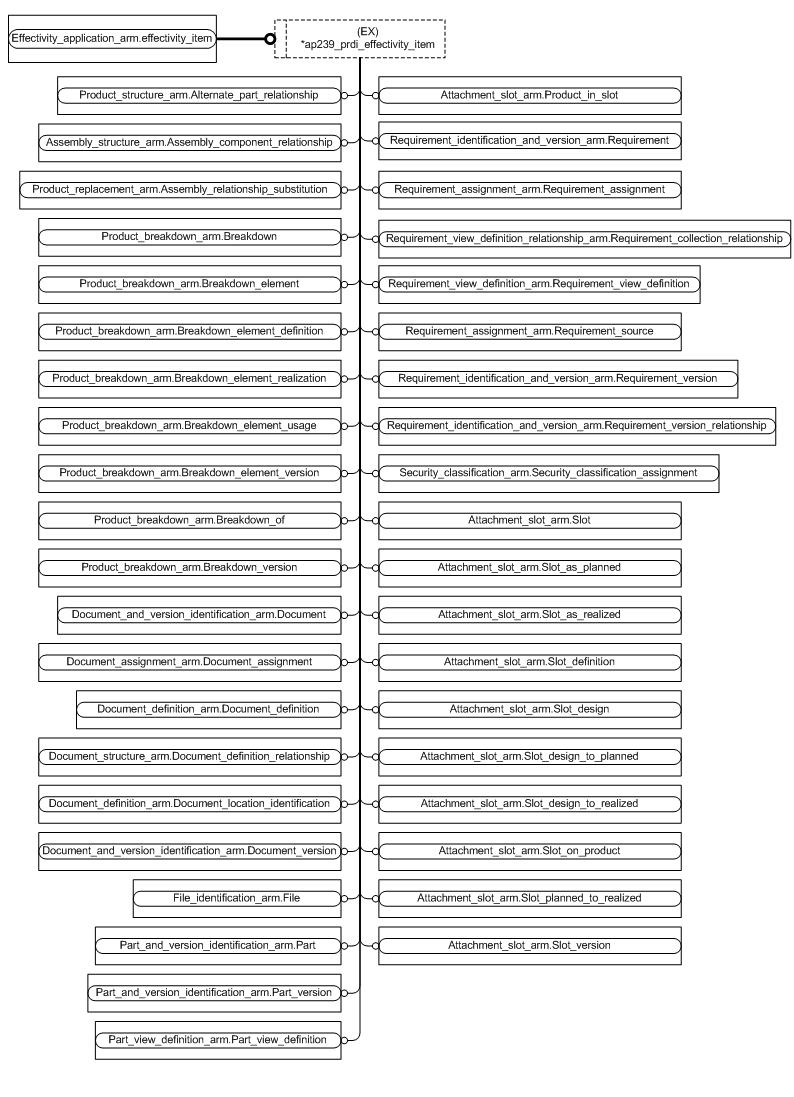 Effectivity_application_arm.effectivity_item
(EX)
*ap239_prdi_effectivity_item
Product_structure_arm.Alternate_part_relationship
Attachment_slot_arm.Product_in_slot
Assembly_structure_arm.Assembly_component_relationship
Requirement_identification_and_version_arm.Requirement
Product_replacement_arm.Assembly_relationship_substitution
Requirement_assignment_arm.Requirement_assignment
Product_breakdown_arm.Breakdown
Requirement_view_definition_relationship_arm.Requirement_collection_relationship
Product_breakdown_arm.Breakdown_element
Requirement_view_definition_arm.Requirement_view_definition
Product_breakdown_arm.Breakdown_element_definition
Requirement_assignment_arm.Requirement_source
Product_breakdown_arm.Breakdown_element_realization
Requirement_identification_and_version_arm.Requirement_version
Product_breakdown_arm.Breakdown_element_usage
Requirement_identification_and_version_arm.Requirement_version_relationship
Product_breakdown_arm.Breakdown_element_version
Security_classification_arm.Security_classification_assignment
Product_breakdown_arm.Breakdown_of
Attachment_slot_arm.Slot
Product_breakdown_arm.Breakdown_version
Attachment_slot_arm.Slot_as_planned
Document_and_version_identification_arm.Document
Attachment_slot_arm.Slot_as_realized
Document_assignment_arm.Document_assignment
Attachment_slot_arm.Slot_definition
Document_definition_arm.Document_definition
Attachment_slot_arm.Slot_design
Document_structure_arm.Document_definition_relationship
Attachment_slot_arm.Slot_design_to_planned
Document_definition_arm.Document_location_identification
Attachment_slot_arm.Slot_design_to_realized
Document_and_version_identification_arm.Document_version
Attachment_slot_arm.Slot_on_product
File_identification_arm.File
Attachment_slot_arm.Slot_planned_to_realized
Part_and_version_identification_arm.Part
Attachment_slot_arm.Slot_version
Part_and_version_identification_arm.Part_version
Part_view_definition_arm.Part_view_definition